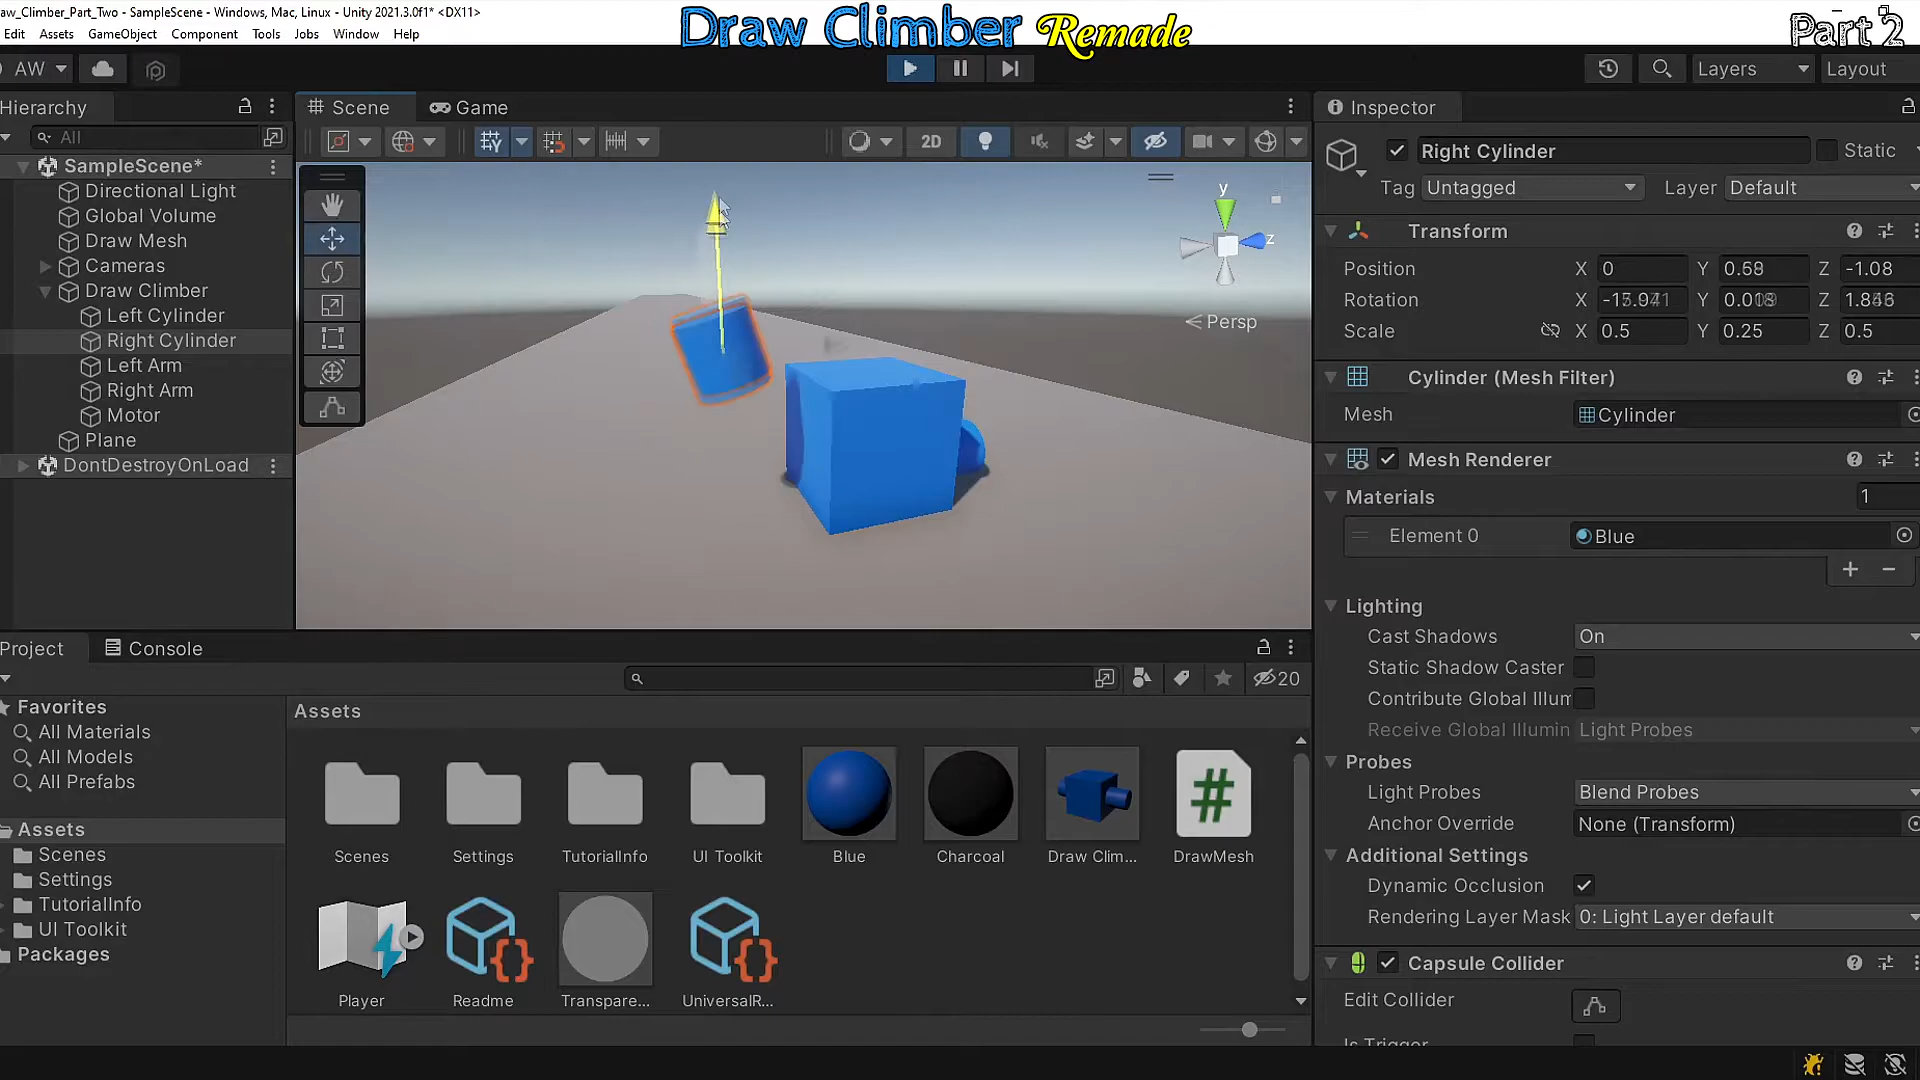 aw_Climber_Part_Two - SampleScene - Windows, Mac, Linux - Unity 2021.3.0f1* <DX11>
Draw Climber Remade
Part 2
Edit Assets GameObject Component Tools Jobs Window Help
AW
Layers
Layout
Hierarchy
Scene
Game
Inspector
All
2D
Right Cylinder
Static
Tag Untagged
Layer Default
SampleScene*
Directional Light
Global Volume
Draw Mesh
Cameras
Draw Climber
Left Cylinder
Right Cylinder
Left Arm
Right Arm
Motor
Plane
DontDestroyOnLoad
y
z
Persp
Transform
Position X 0 Y 0.68 Z -1.08
Rotation X Y Z
Scale X 0.5 Y 0.25 Z 0.5
Cylinder (Mesh Filter)
Mesh Cylinder
Mesh Renderer
Materials 1
Element 0 Blue
Lighting
Cast Shadows On
Static Shadow Caster
Contribute Global Illum
Receive Global Illumin Light Probes
Probes
Light Probes Blend Probes
Anchor Override None (Transform)
Additional Settings
Dynamic Occlusion
Rendering Layer Mask 0: Light Layer default
Capsule Collider
Edit Collider
Is Trigger
Project
Console
20
Favorites
All Materials
All Models
All Prefabs
Assets
Scenes
Settings
TutorialInfo
UI Toolkit
Packages
Assets
Scenes
Settings
TutorialInfo
UI Toolkit
Blue
Charcoal
Draw Clim...
DrawMesh
Player
Readme
Transpare...
UniversalR...